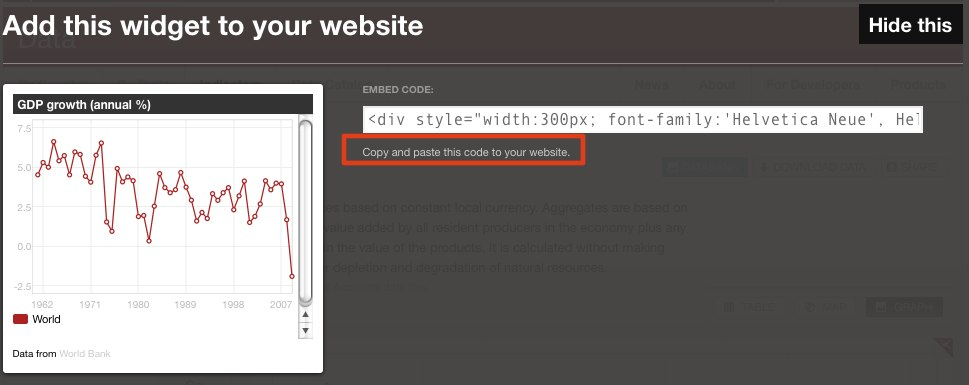 Add this widget to your website
Hide this
Data
News
About
For Developers
Products
GDP growth (annual %)
EMBED CODE:
<div style="width:300px; font-family:'Helvetica Neue', Hel
Copy and paste this code to your website.
DOWNLOAD DATA
SHARE
7.5
5.0
2.5
0.0
-2.5
1962
1971
1980
1989
1998
2007
based on constant local currency. Aggregates are based on
value added by all resident producers in the economy plus any
in the value of the products. It is calculated without making
depletion and degradation of natural resources.
World
TABLE
MAP
GRAPH
Data from World Bank